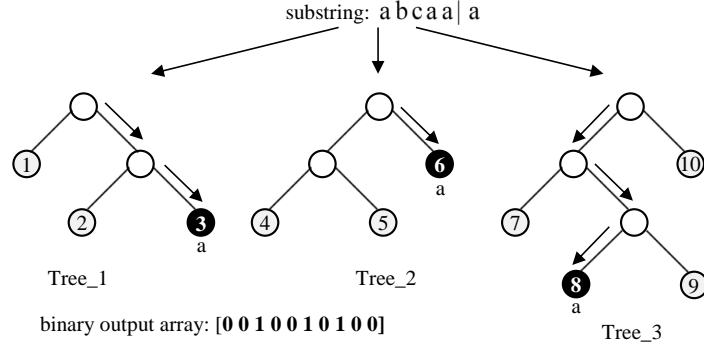 substring: a b c a a | a
1
6
10
a
2
3
4
5
7
a
8
9
a
Tree_1
Tree_2
Tree_3
binary output array: [0 0 1 0 0 1 0 1 0 0]